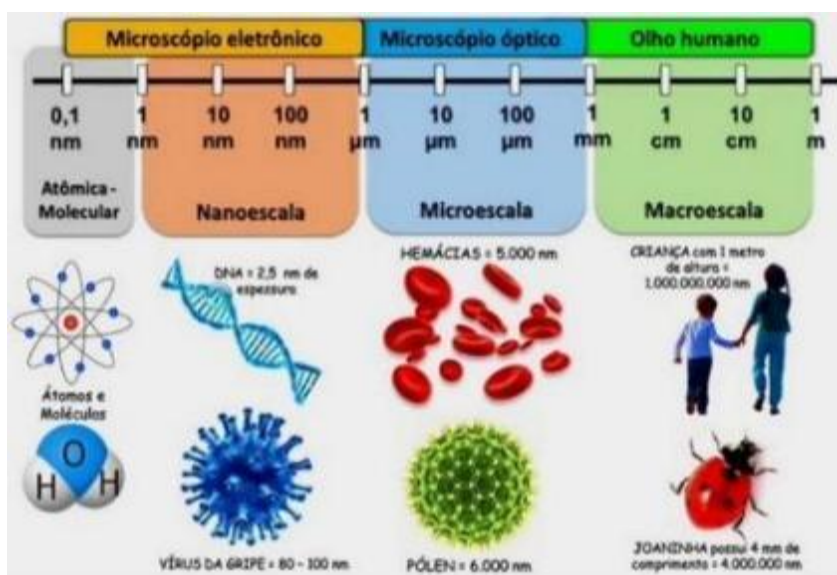 Microscópio eletrônico
Microscópio óptico
Olho humano
0,1 nm
1 nm
10 nm
100 nm
1 µm
10 µm
100 µm
1 mm
1 cm
10 cm
1 m
Atômica -
Molecular
Nanoescala
Microescala
Macroescala
DNA = 2,5 nm de
espessura
HEMÁCIAS = 5.000 nm
CRIANÇA com 1 metro
de altura =
1.000.000.000 nm
Átomos e
Moléculas
O
H H
VÍRUS DA GRIPE = 80 - 100 nm
PÓLEN = 6.000 nm
JOANINHA possui 4 mm de
comprimento = 4.000.000 nm